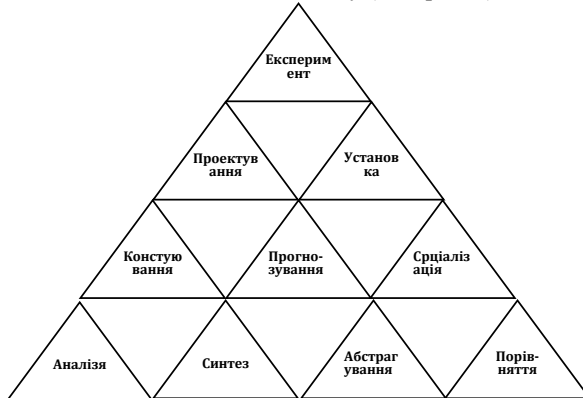 Експерим
ент
Проектув
ання
Установ
ка
Констую
вання
Прогно-
зування
Срціаліз
ація
Аналізя
Синтез
Абстраг
ування
Порів-
няття